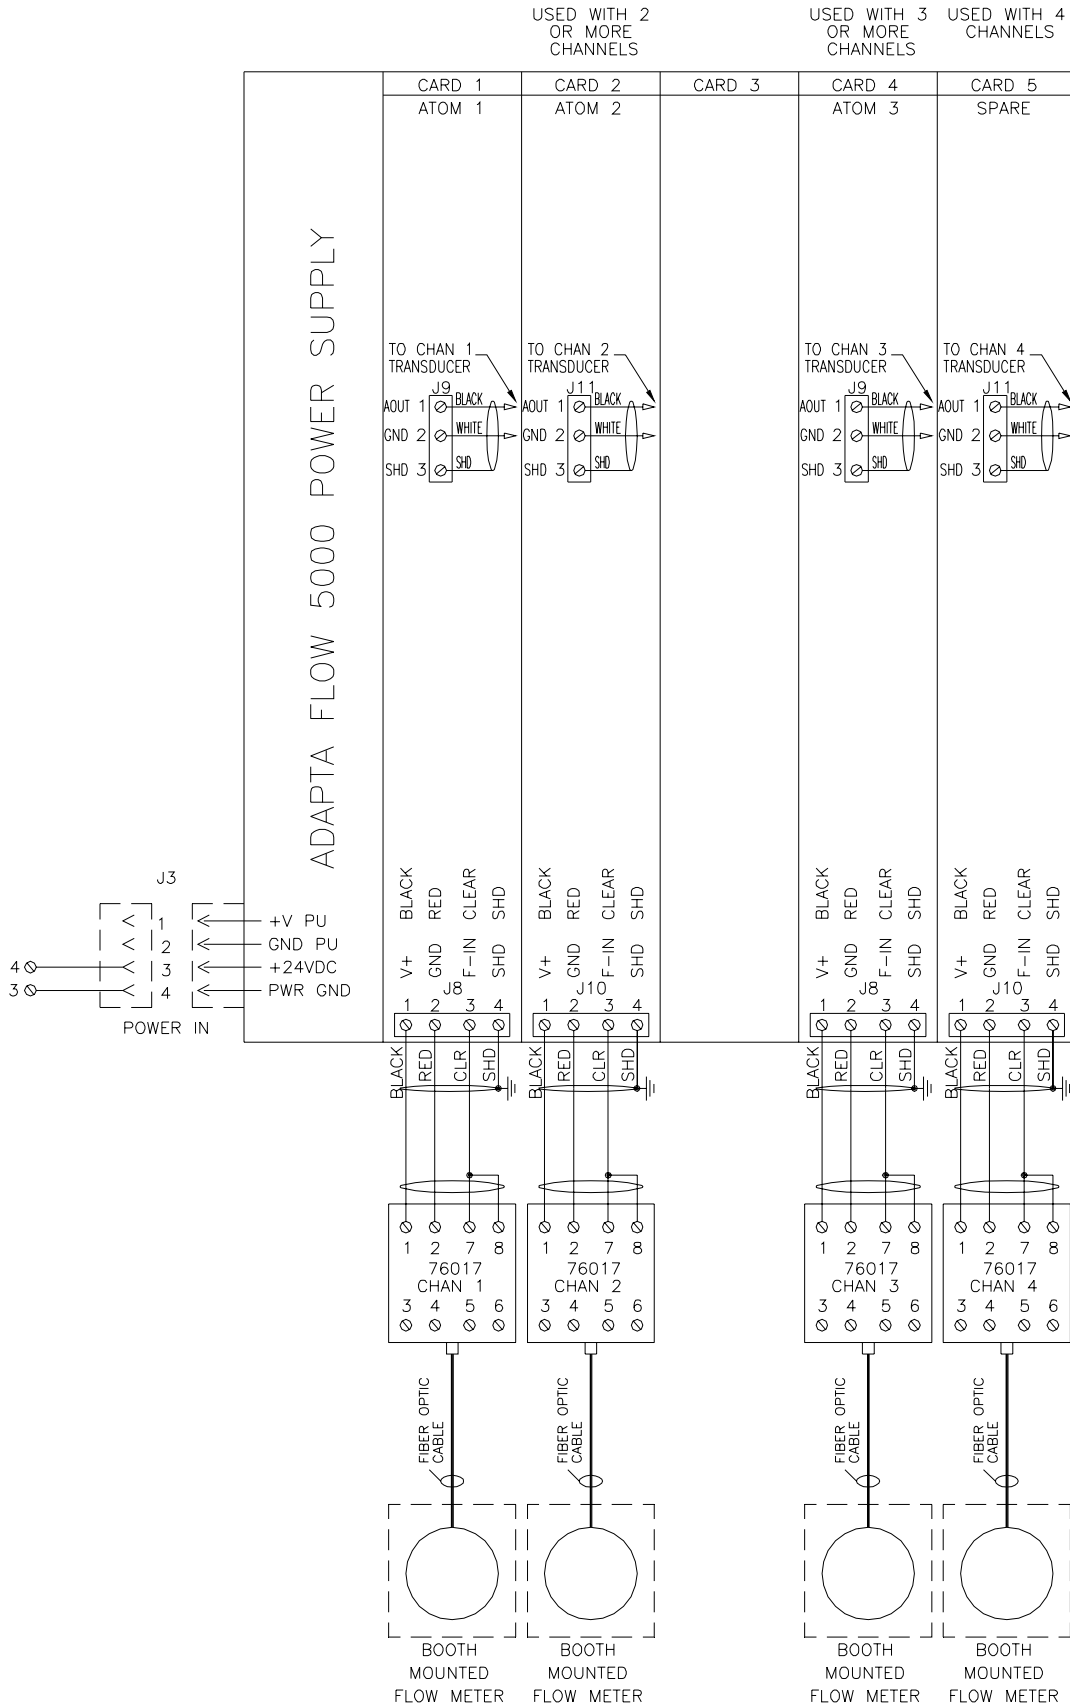 USED WITH 2
OR MORE
CHANNELS
USED WITH 3
OR MORE
CHANNELS
USED WITH 4
CHANNELS
CARD 1
CARD 2
CARD 3
CARD 4
CARD 5
ATOM 1
ATOM 2
ATOM 3
SPARE
ADAPTA FLOW 5000 POWER SUPPLY
TO CHAN 1
TRANSDUCER
J9
AOUT 1 BLACK
GND 2 WHITE
SHD 3 SHD
TO CHAN 2
TRANSDUCER
J11
AOUT 1 BLACK
GND 2 WHITE
SHD 3 SHD
TO CHAN 3
TRANSDUCER
J9
AOUT 1 BLACK
GND 2 WHITE
SHD 3 SHD
TO CHAN 4
TRANSDUCER
J11
AOUT 1 BLACK
GND 2 WHITE
SHD 3 SHD
J3
1 +V PU
2 GND PU
4 3 +24VDC
3 4 PWR GND
POWER IN
BLACK RED CLEAR SHD
V+ GND F-IN SHD
J8
1 2 3 4
BLACK RED CLR SHD
BLACK RED CLEAR SHD
V+ GND F-IN SHD
J10
1 2 3 4
BLACK RED CLR SHD
BLACK RED CLEAR SHD
V+ GND F-IN SHD
J8
1 2 3 4
BLACK RED CLR SHD
BLACK RED CLEAR SHD
V+ GND F-IN SHD
J10
1 2 3 4
BLACK RED CLR SHD
1 2 7 8
76017
CHAN 1
3 4 5 6
1 2 7 8
76017
CHAN 2
3 4 5 6
1 2 7 8
76017
CHAN 3
3 4 5 6
1 2 7 8
76017
CHAN 4
3 4 5 6
FIBER OPTIC
CABLE
FIBER OPTIC
CABLE
FIBER OPTIC
CABLE
FIBER OPTIC
CABLE
BOOTH
MOUNTED
FLOW METER
BOOTH
MOUNTED
FLOW METER
BOOTH
MOUNTED
FLOW METER
BOOTH
MOUNTED
FLOW METER